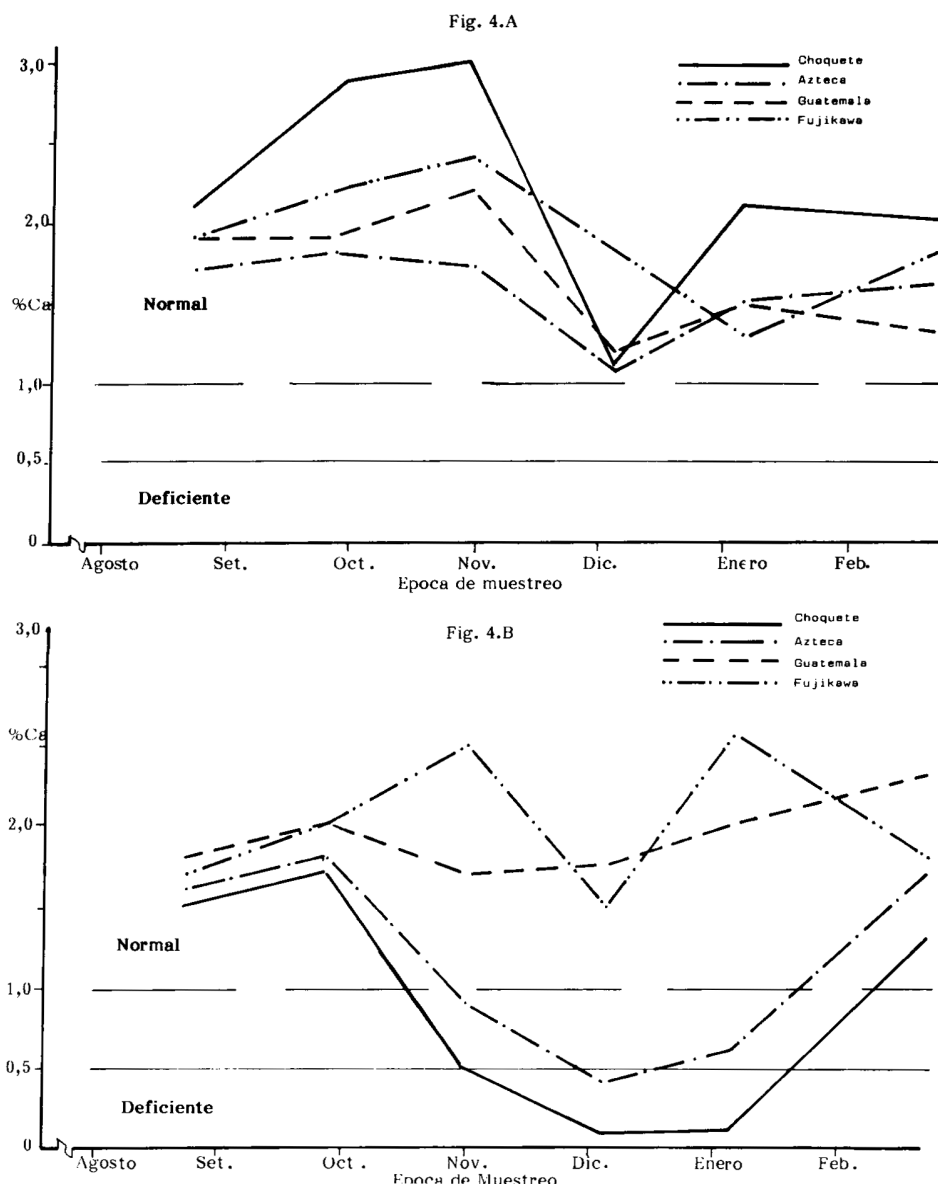 Fig. 4.A
3,0
Choquete
Azteca
Guatemala
Fujikawa
2,0
%Ca
Normal
1,0
0,5
Deficiente
0
Agosto Set. Oct. Nov. Dic. Enero Feb.
Epoca de muestreo
3,0
Fig. 4.B
Choquete
Azteca
Guatemala
Fujikawa
%Ca
2,0
Normal
1,0
0,5
Deficiente
0
Agosto Set. Oct. Nov. Dic. Enero Feb.
Epoca de Muestreo